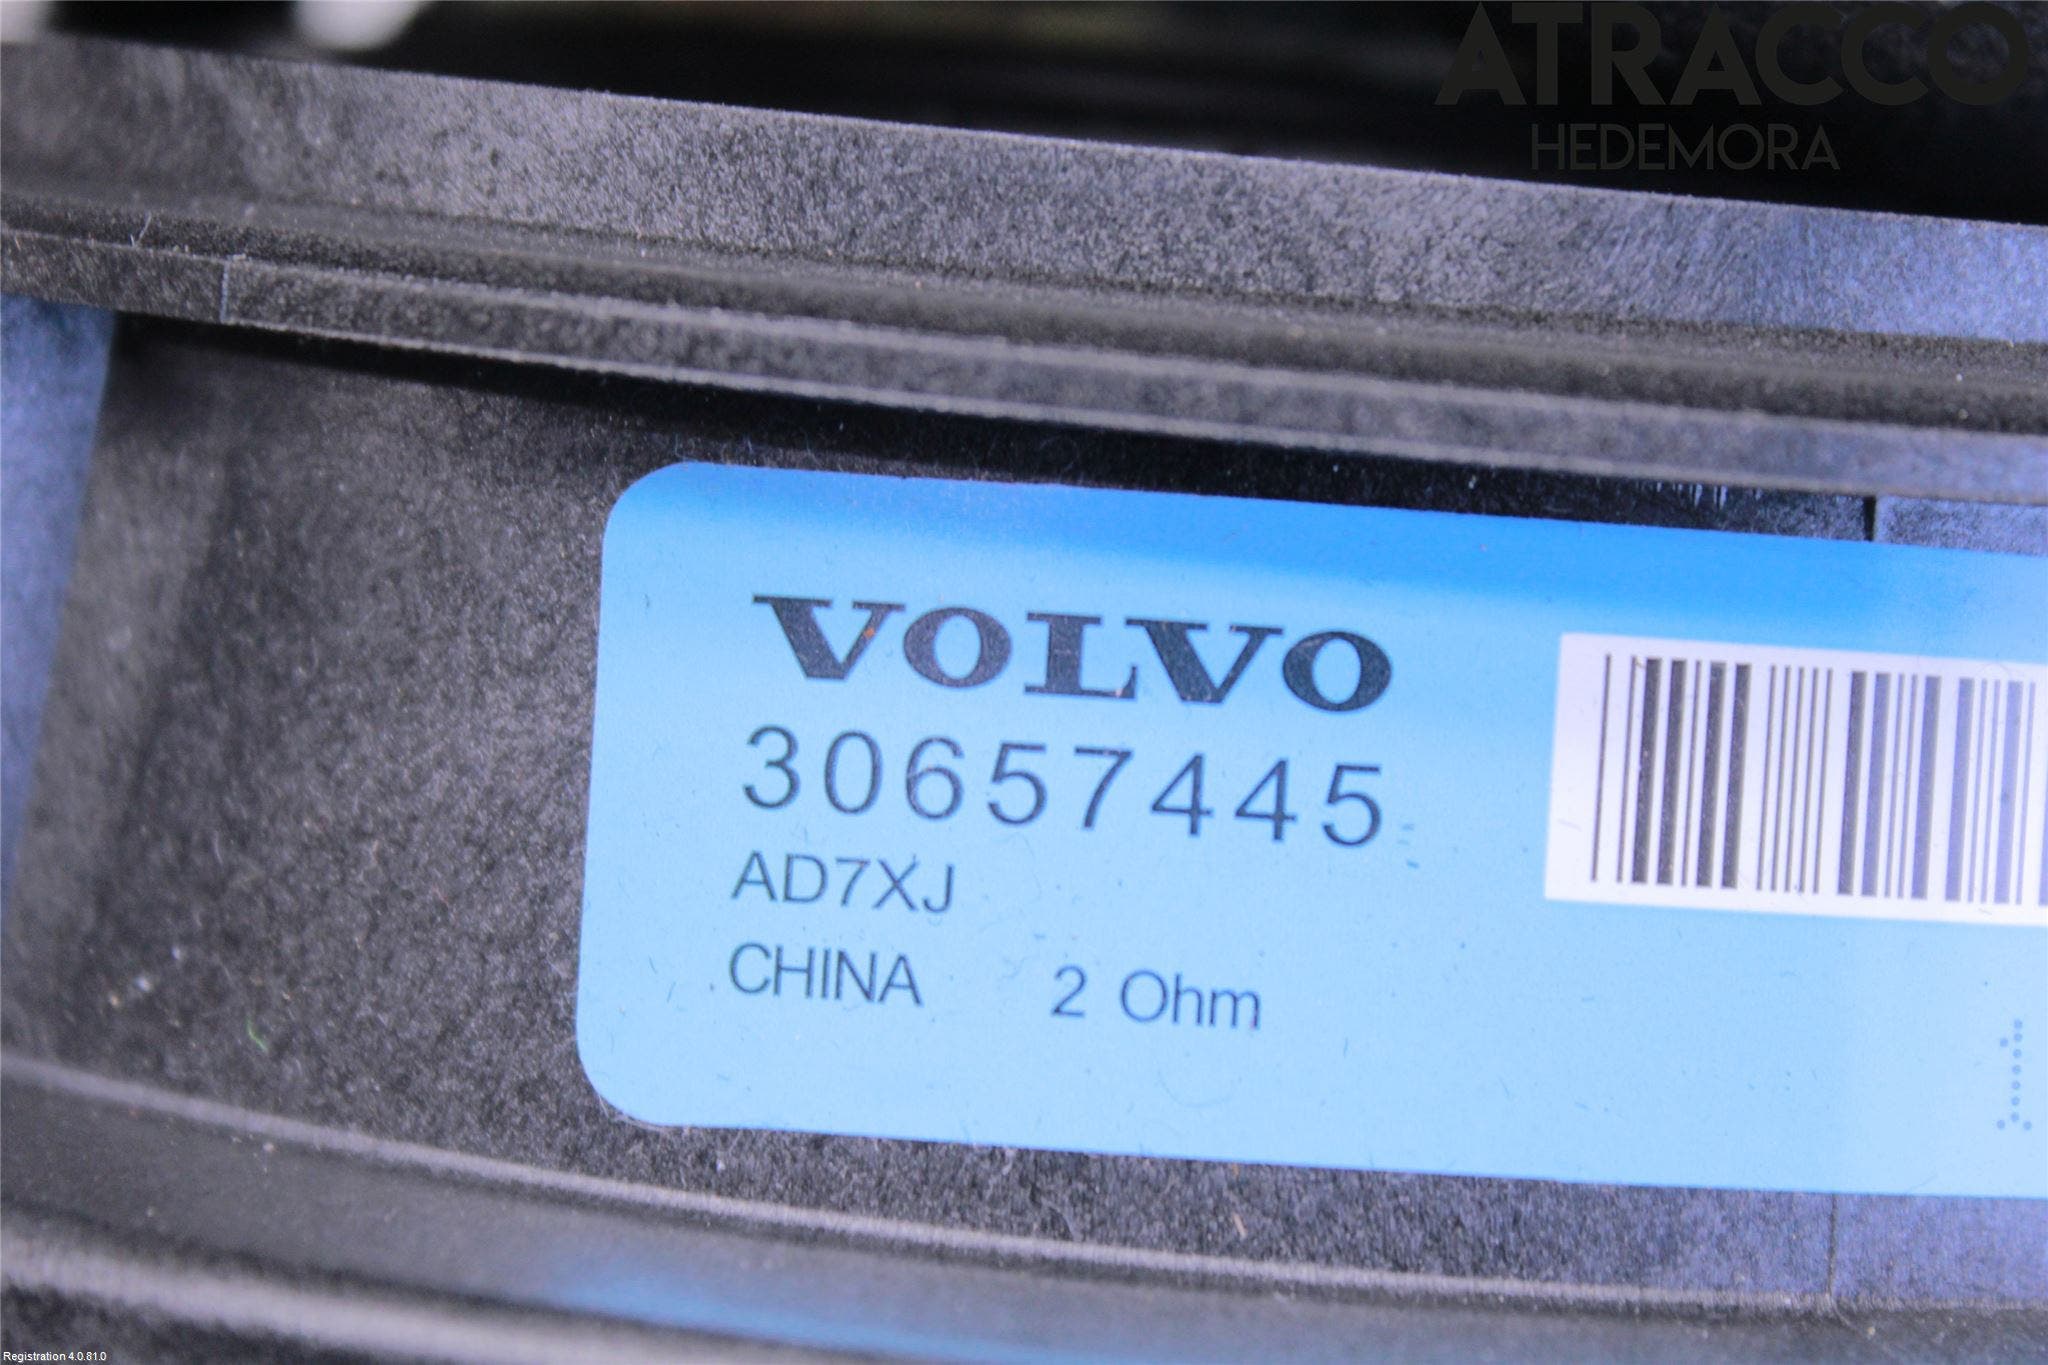 ATRACCO
HEDEMORA
VOLVO
30657445
AD7XJ
CHINA 2 Ohm
Registration 4.0.81.0